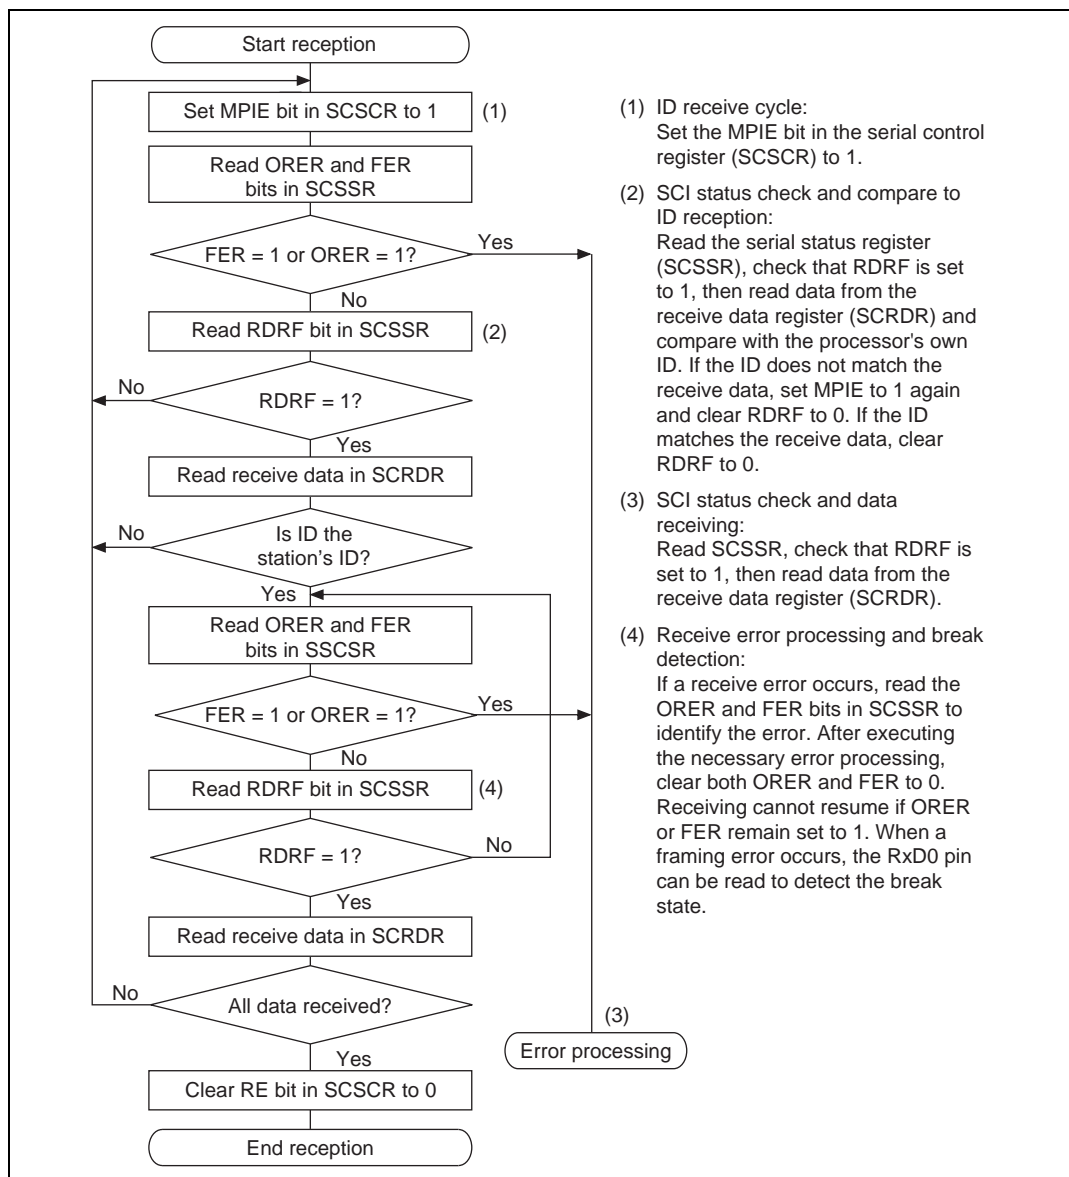 Start reception
Set MPIE bit in SCSCR to 1
(1)
Read ORER and FER
bits in SCSSR
FER = 1 or ORER = 1?
Yes
No
Read RDRF bit in SCSSR
(2)
No
RDRF = 1?
Yes
Read receive data in SCRDR
No
Is ID the
station's ID?
Yes
Read ORER and FER
bits in SSCSR
FER = 1 or ORER = 1?
Yes
No
Read RDRF bit in SCSSR
(4)
RDRF = 1?
No
Yes
Read receive data in SCRDR
No
All data received?
(3)
Error processing
Yes
Clear RE bit in SCSCR to 0
End reception
(1) ID receive cycle:
Set the MPIE bit in the serial control
register (SCSCR) to 1.
(2) SCI status check and compare to
ID reception:
Read the serial status register
(SCSSR), check that RDRF is set
to 1, then read data from the
receive data register (SCRDR) and
compare with the processor's own
ID. If the ID does not match the
receive data, set MPIE to 1 again
and clear RDRF to 0. If the ID
matches the receive data, clear
RDRF to 0.
(3) SCI status check and data
receiving:
Read SCSSR, check that RDRF is
set to 1, then read data from the
receive data register (SCRDR).
(4) Receive error processing and break
detection:
If a receive error occurs, read the
ORER and FER bits in SCSSR to
identify the error. After executing
the necessary error processing,
clear both ORER and FER to 0.
Receiving cannot resume if ORER
or FER remain set to 1. When a
framing error occurs, the RxD0 pin
can be read to detect the break
state.